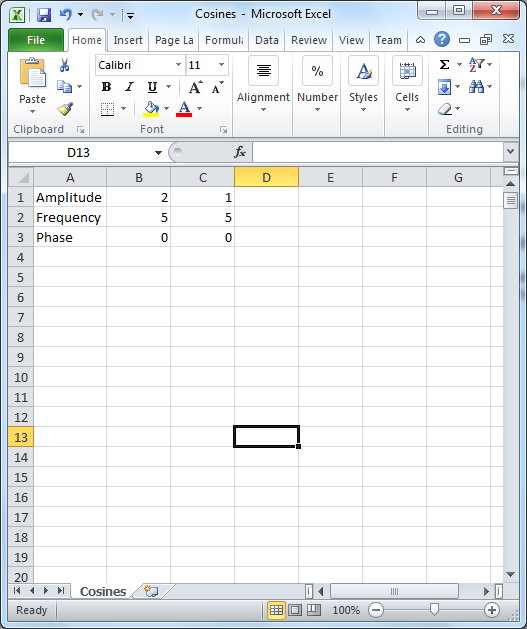 Cosines - Microsoft Excel
File Home Insert Page La Formula Data Review View Team
Paste
Calibri 11
B I U A A
A
Alignment
%
Number
Styles
Cells
Σ
Clipboard Font Editing
D13 fx
A B C D E F G
1 Amplitude 2 1
2 Frequency 5 5
3 Phase 0 0
4
5
6
7
8
9
10
11
12
13
14
15
16
17
18
19
20
Cosines
Ready 100%